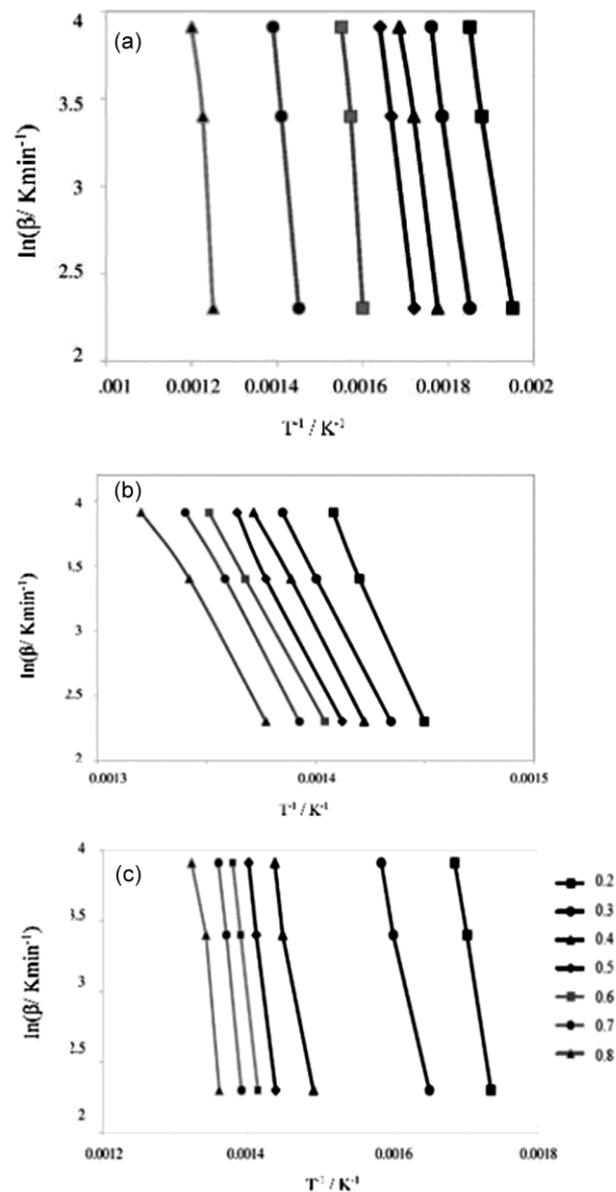 (a)
4
3.5
3
2.5
2
ln(β/ Kmin⁻¹)
.001 0.0012 0.0014 0.0016 0.0018 0.002
T⁻¹ / K⁻¹
(b)
4
3.5
3
2.5
2
ln(β/ Kmin⁻¹)
0.0013 0.0014 0.0015
T⁻¹ / K⁻¹
(c)
4
3.5
3
2.5
2
ln(β/ Kmin⁻¹)
0.0012 0.0014 0.0016 0.0018
T⁻¹ / K⁻¹
0.2
0.3
0.4
0.5
0.6
0.7
0.8